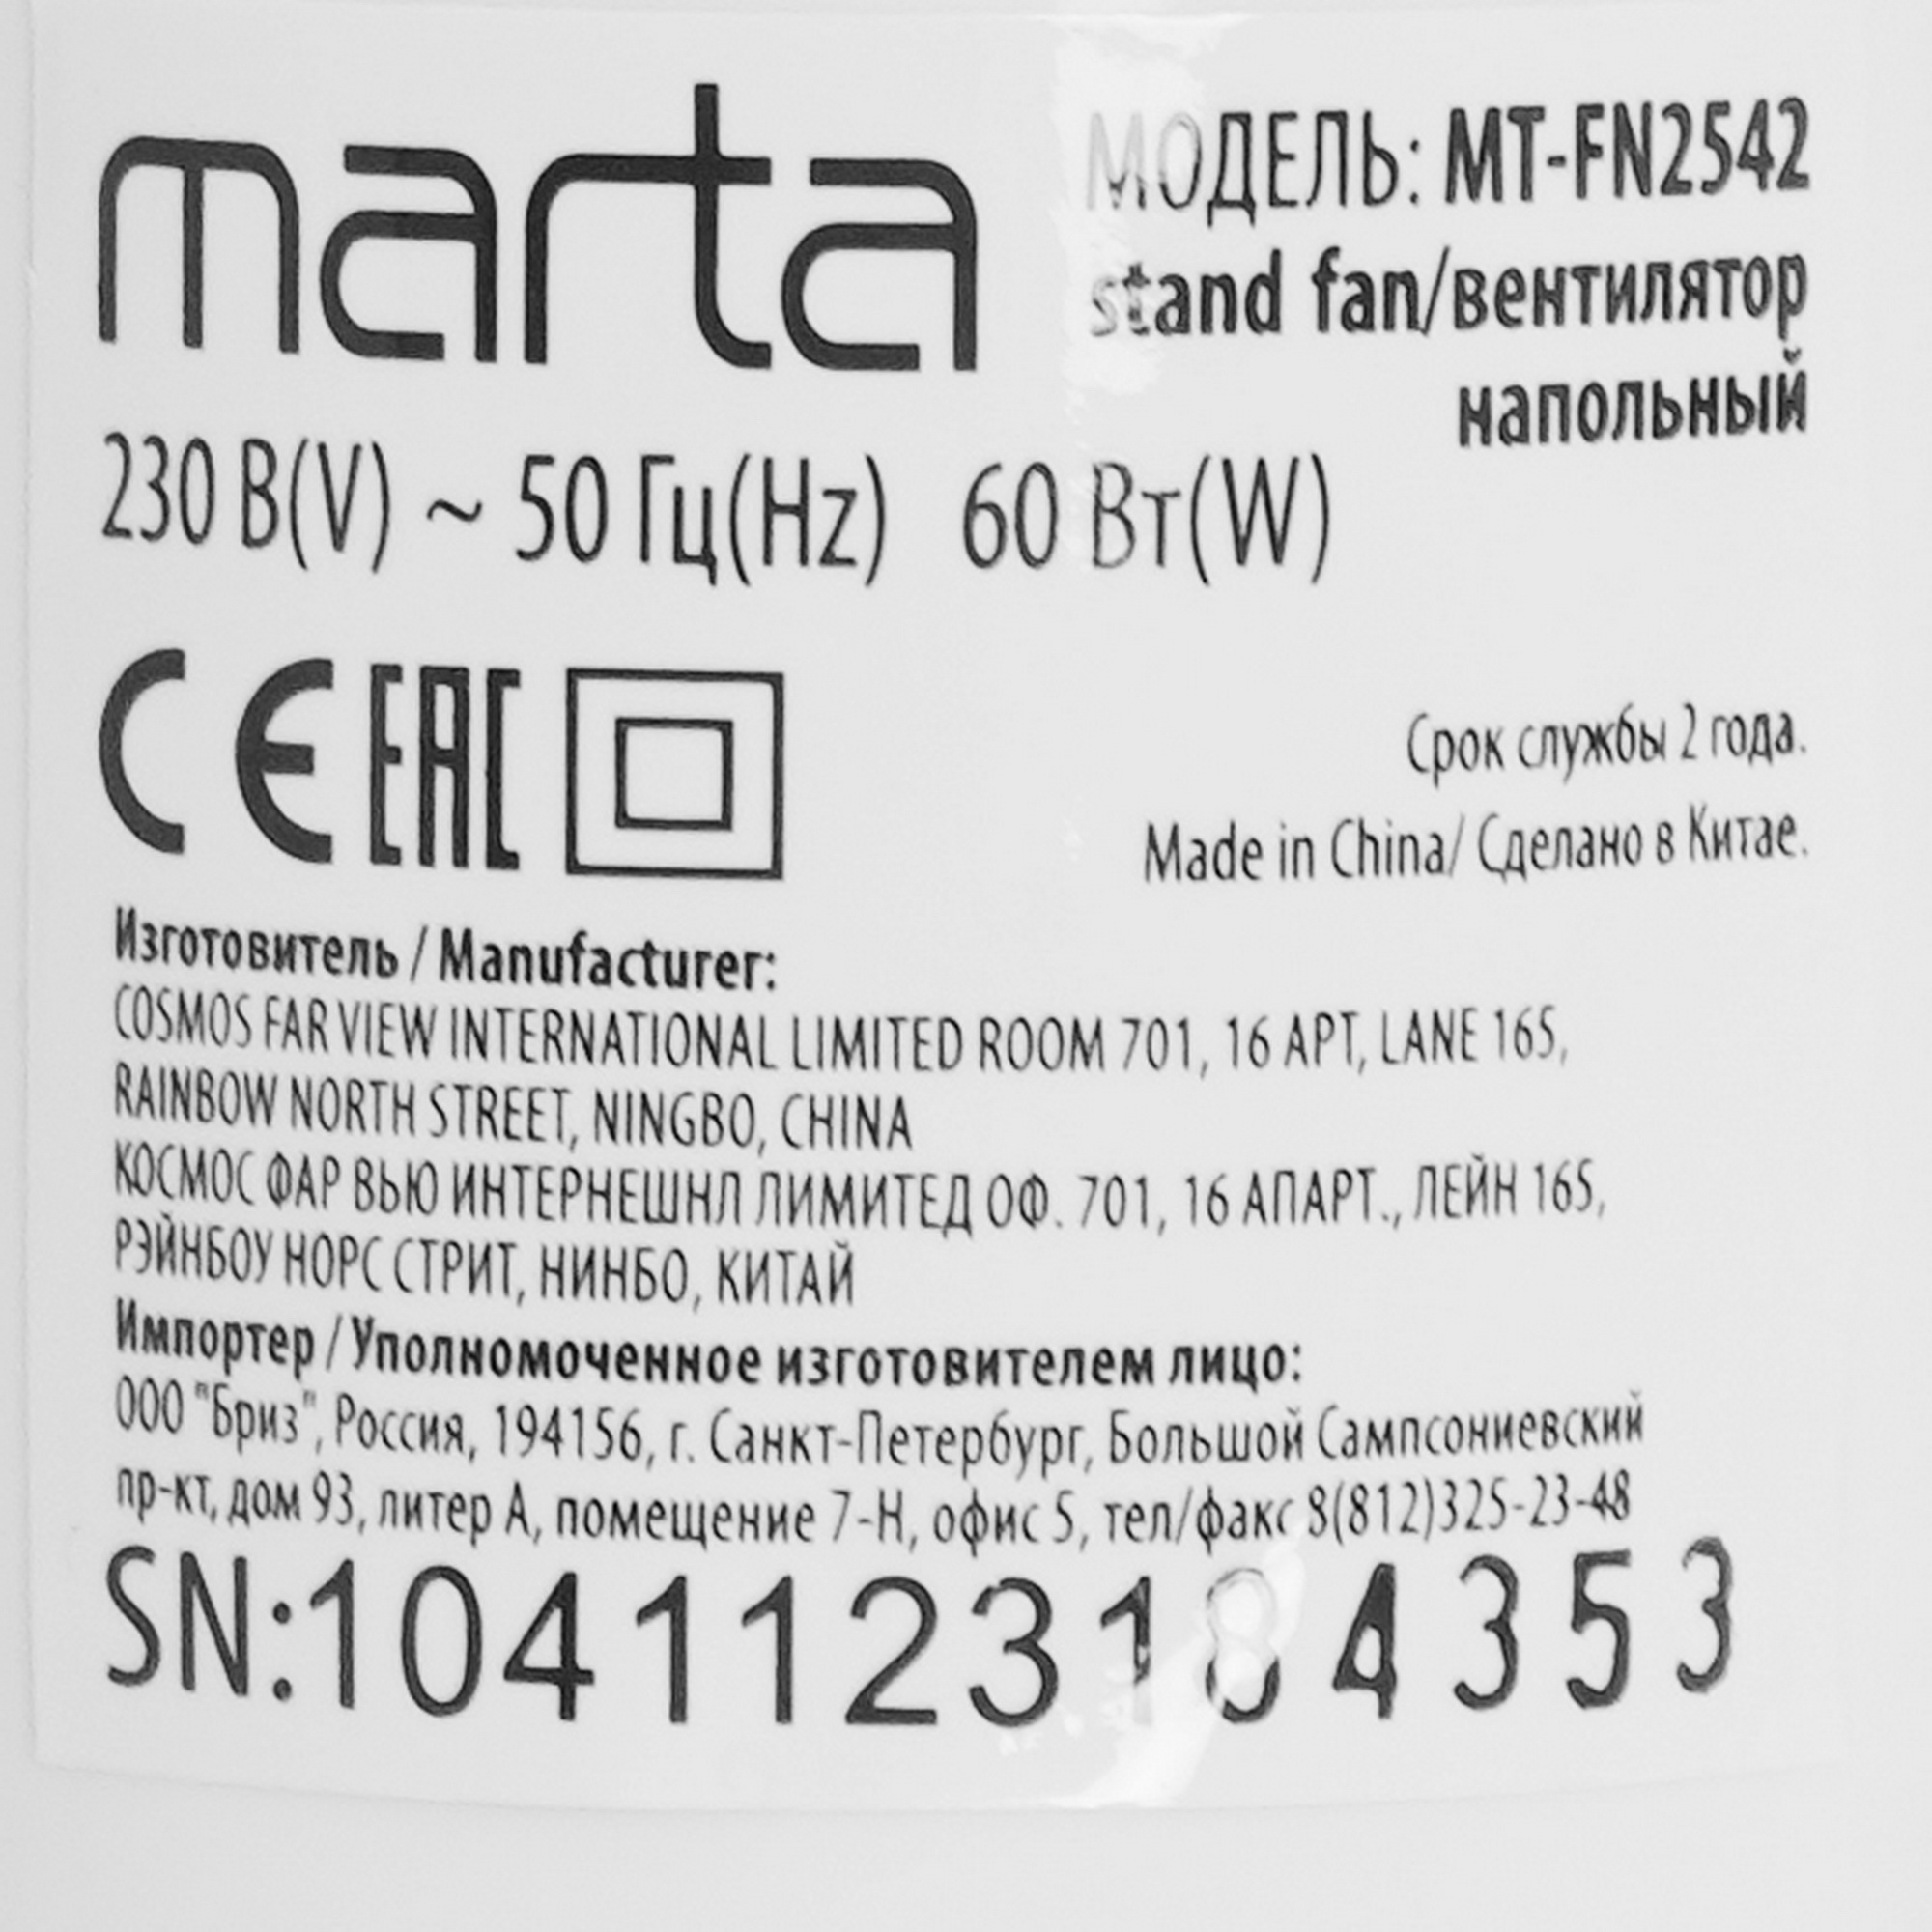 marta
МОДЕЛЬ: MT-FN2542
stand fan/вентилятор
напольный
230 В(V) ~ 50 Гц(Hz) 60 Вт(W)
CE EAC
Срок службы 2 года.
Made in China/ Сделано в Китае.
Изготовитель / Manufacturer:
COSMOS FAR VIEW INTERNATIONAL LIMITED ROOM 701, 16 APT, LANE 165,
RAINBOW NORTH STREET, NINGBO, CHINA
КОСМОС ФАР ВЬЮ ИНТЕРНЕШНЛ ЛИМИТЕД ОФ. 701, 16 АПАРТ., ЛЕЙН 165,
РЭЙНБОУ НОРС СТРИТ, НИНБО, КИТАЙ
Импортер / Уполномоченное изготовителем лицо:
ООО "Бриз", Россия, 194156, г. Санкт-Петербург, Большой Сампсониевский
пр-кт, дом 93, литер А, помещение 7-Н, офис 5, тел/факс 8(812)325-23-48
SN:1041123184353